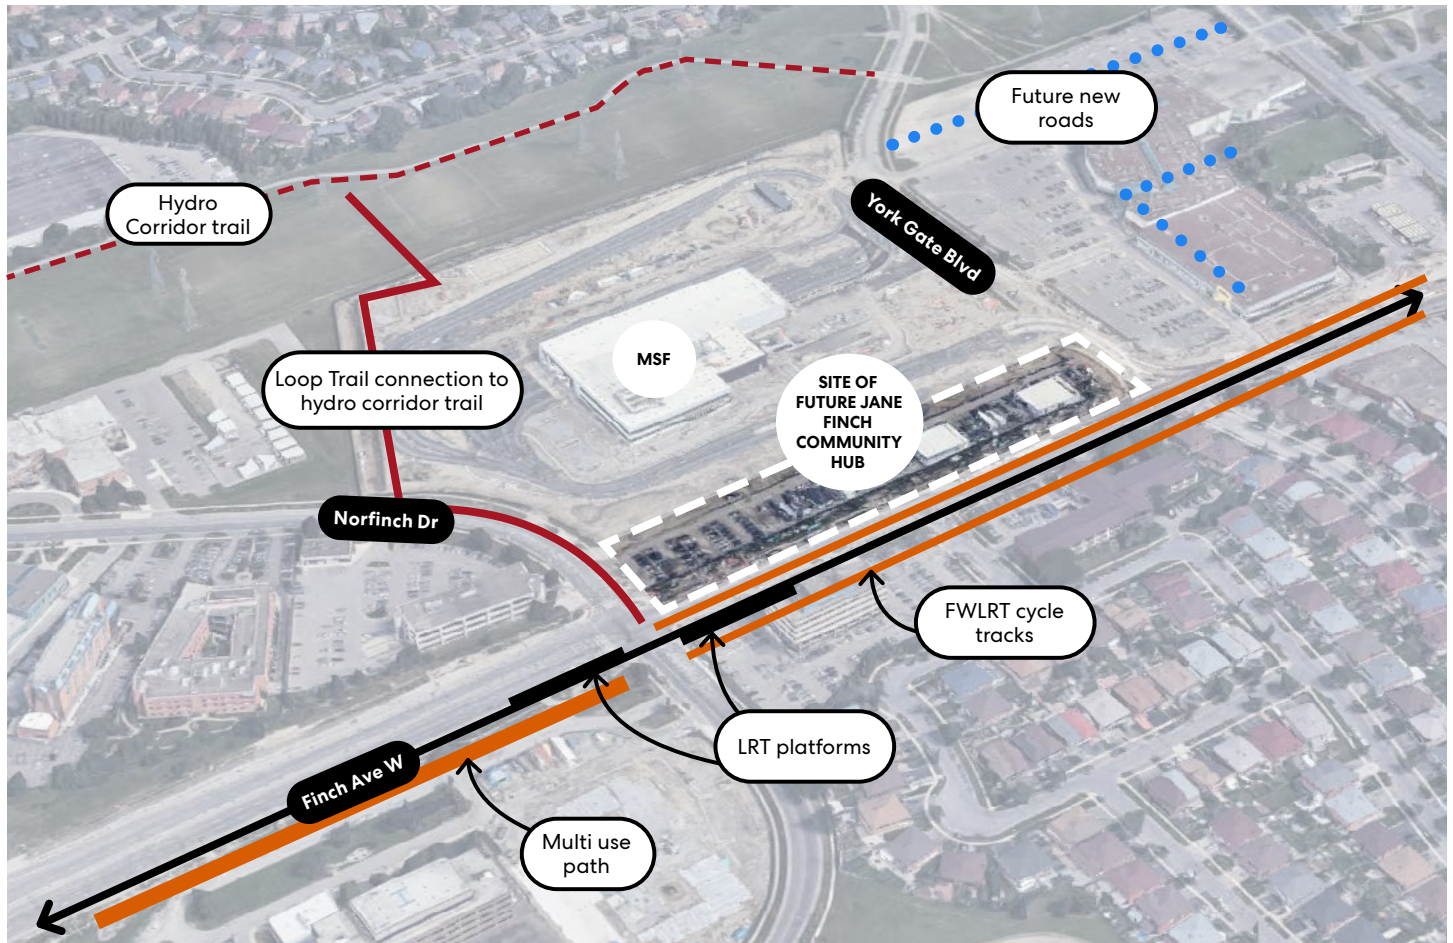 Future new
roads
Hydro
Corridor trail
York Gate Blvd
MSF
Loop Trail connection to
hydro corridor trail
SITE OF
FUTURE JANE
FINCH
COMMUNITY
HUB
Norfinch Dr
FWLRT cycle
tracks
LRT platforms
Finch Ave W
Multi use
path